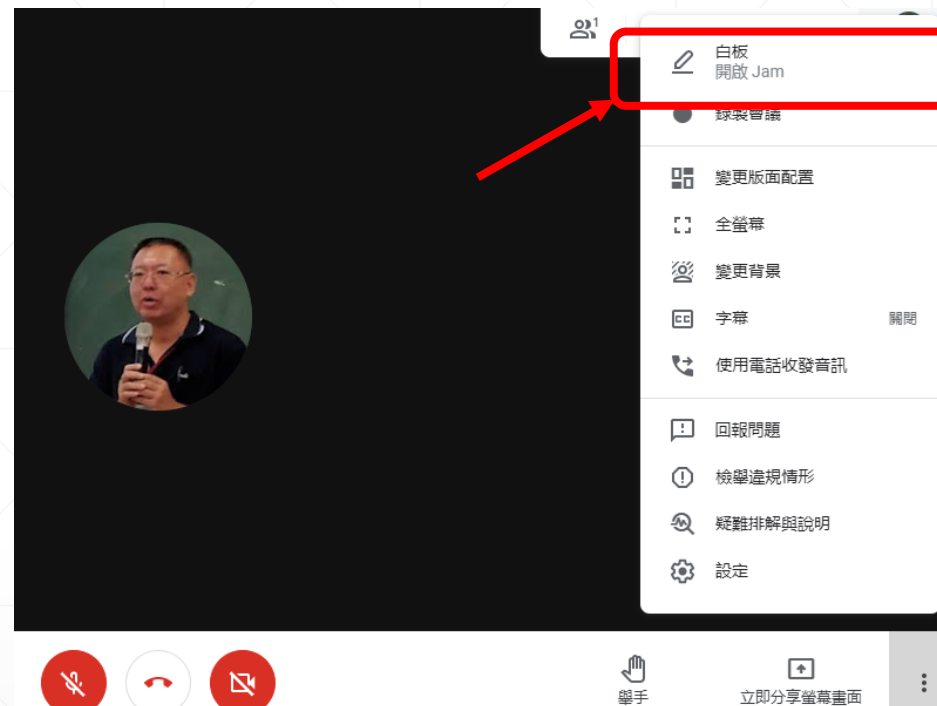 1
白板
開啟 Jam
錄製會議
變更版面配置
全螢幕
變更背景
CC 字幕 關閉
使用電話收發音訊
回報問題
檢舉違規情形
疑難排解與說明
設定
舉手
立即分享螢幕畫面